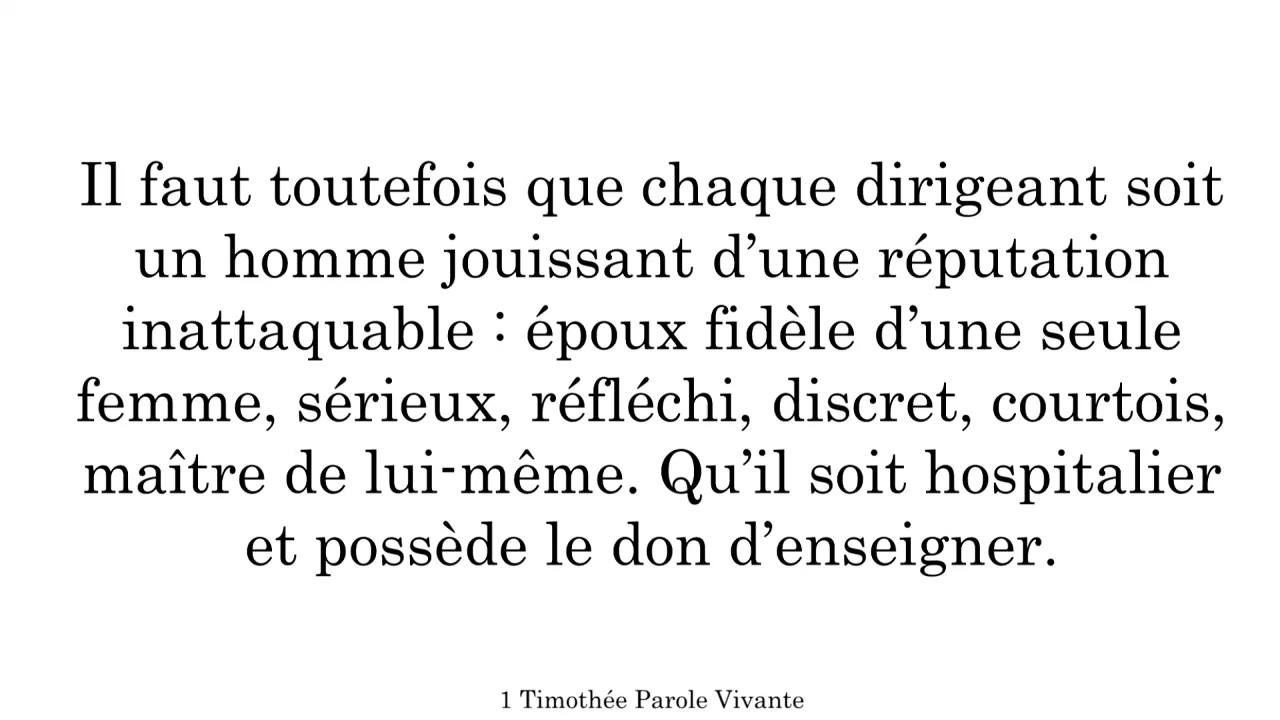 Il faut toutefois que chaque dirigeant soit
un homme jouissant d’une réputation
inattaquable : époux fidèle d’une seule
femme, sérieux, réfléchi, discret, courtois,
maître de lui-même. Qu’il soit hospitalier
et possède le don d’enseigner.
1 Timothée Parole Vivante